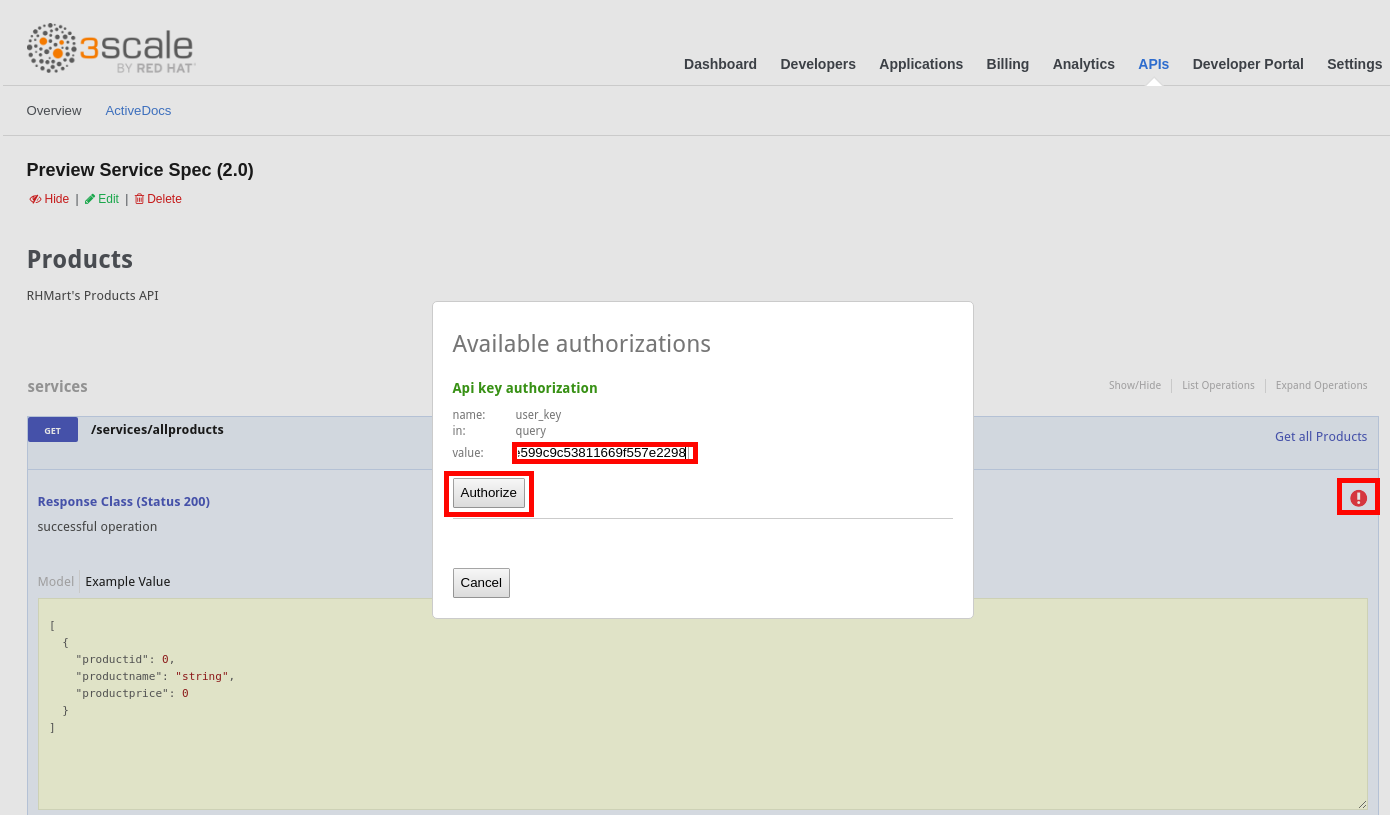 3scale
BY RED HAT
Dashboard Developers Applications Billing Analytics APIs Developer Portal Settings
Overview ActiveDocs
Preview Service Spec (2.0)
Hide | Edit | Delete
Products
RHMart's Products API
Available authorizations
Api key authorization
name: user_key
in: query
value: e599c9c53811669f557e2298
Authorize
Cancel
services
Show/Hide List Operations Expand Operations
GET /services/allproducts
Get all Products
Response Class (Status 200)
successful operation
Model Example Value
[
{
"productid": 0,
"productname": "string",
"productprice": 0
}
]